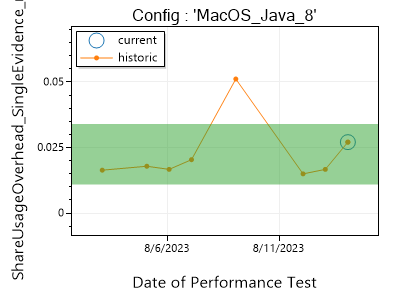 Config : 'MacOS_Java_8'
current
historic
ShareUsageOverhead_SingleEvidence_
0.05
0.025
0
8/6/2023
8/11/2023
Date of Performance Test